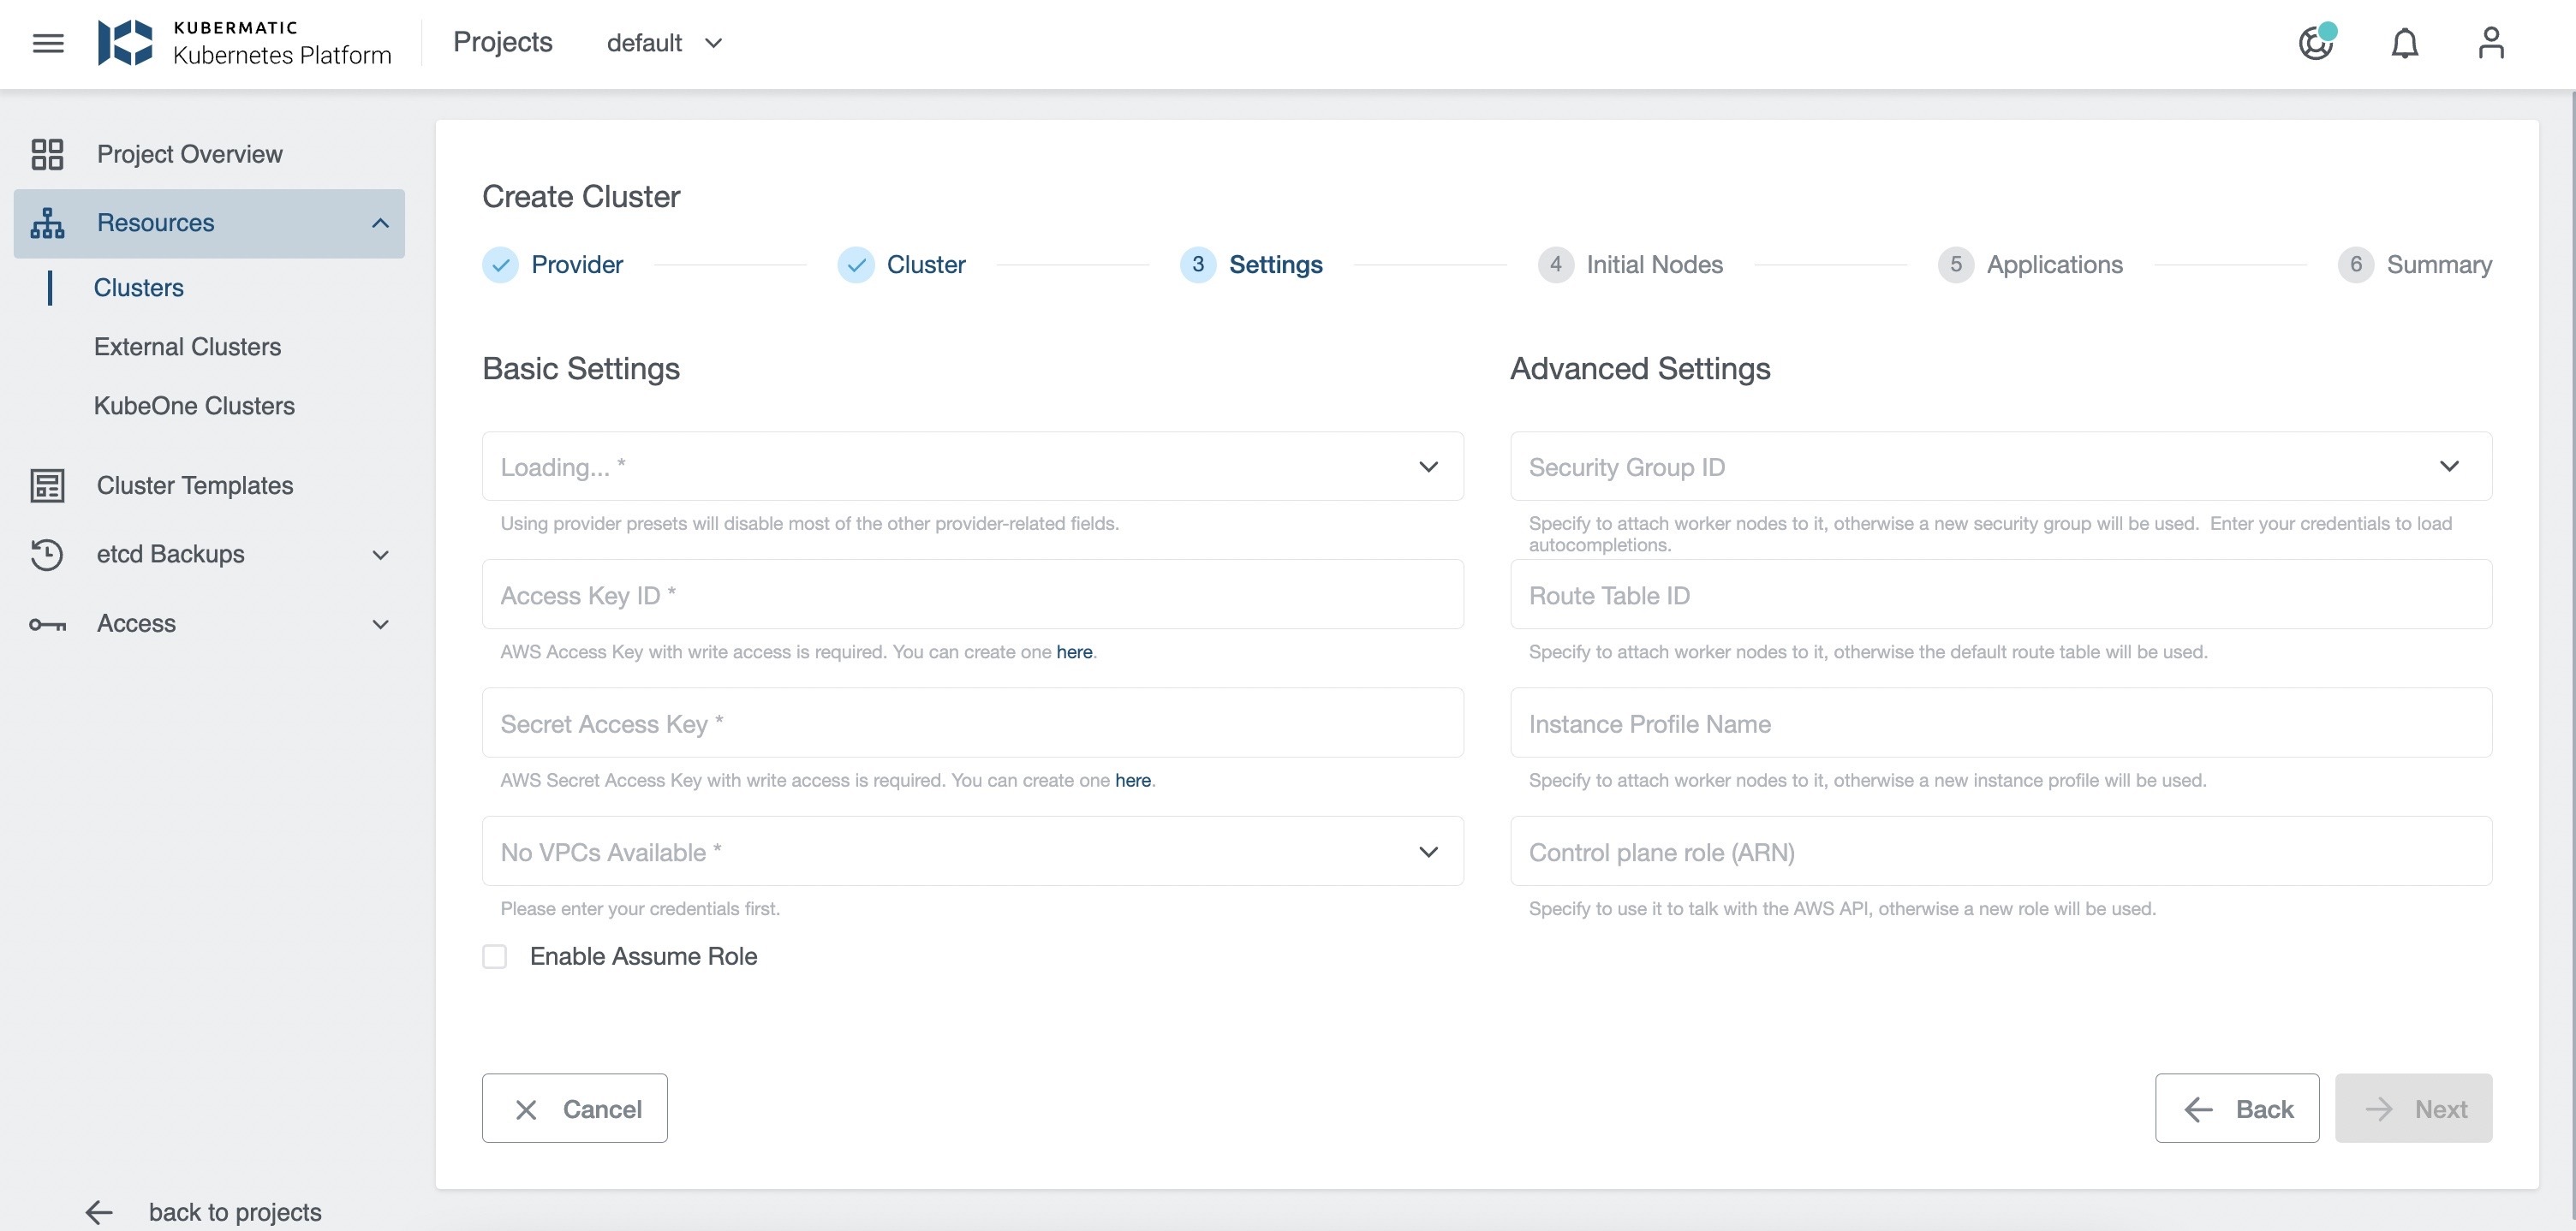 KUBERMATIC
Kubernetes Platform
Projects
default
Project Overview
Resources
Clusters
External Clusters
KubeOne Clusters
Cluster Templates
etcd Backups
Access
back to projects
Create Cluster
Provider
Cluster
3 Settings
4 Initial Nodes
5 Applications
6 Summary
Basic Settings
Loading... *
Using provider presets will disable most of the other provider-related fields.
Access Key ID *
AWS Access Key with write access is required. You can create one here.
Secret Access Key *
AWS Secret Access Key with write access is required. You can create one here.
No VPCs Available *
Please enter your credentials first.
Enable Assume Role
Advanced Settings
Security Group ID
Specify to attach worker nodes to it, otherwise a new security group will be used. Enter your credentials to load
autocompletions.
Route Table ID
Specify to attach worker nodes to it, otherwise the default route table will be used.
Instance Profile Name
Specify to attach worker nodes to it, otherwise a new instance profile will be used.
Control plane role (ARN)
Specify to use it to talk with the AWS API, otherwise a new role will be used.
Cancel
Back
Next